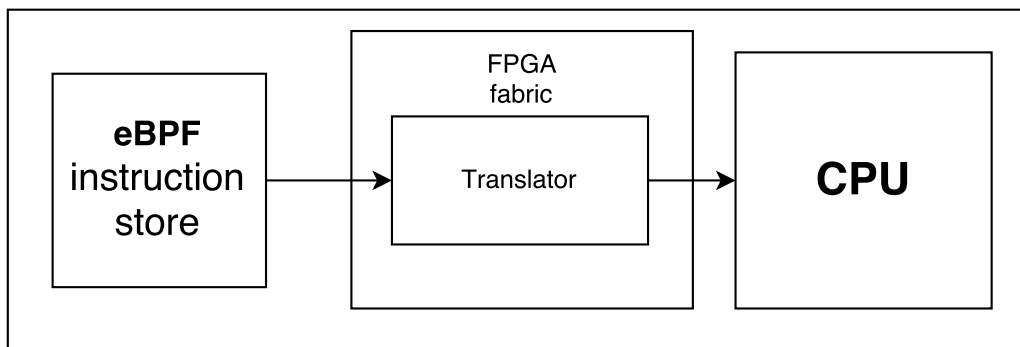 eBPF
instruction
store
FPGA
fabric
Translator
CPU